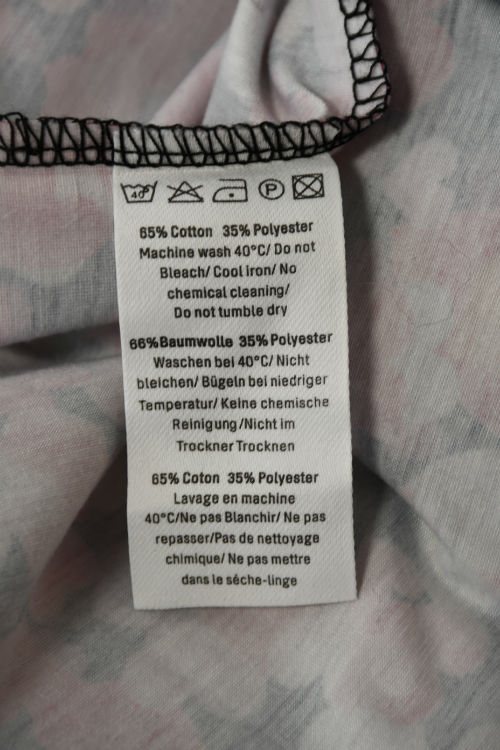 40
P
65% Cotton 35% Polyester
Machine wash 40°C/ Do not
Bleach/ Cool iron/ No
chemical cleaning/
Do not tumble dry
66%Baumwolle 35% Polyester
Waschen bei 40°C/ Nicht
bleichen/ Bügeln bei niedriger
Temperatur/ Keine chemische
Reinigung/Nicht im
Trockner Trocknen
65% Coton 35% Polyester
Lavage en machine
40°C/Ne pas Blanchir/ Ne pas
repasser/Pas de nettoyage
chimique/ Ne pas mettre
dans le séche-linge